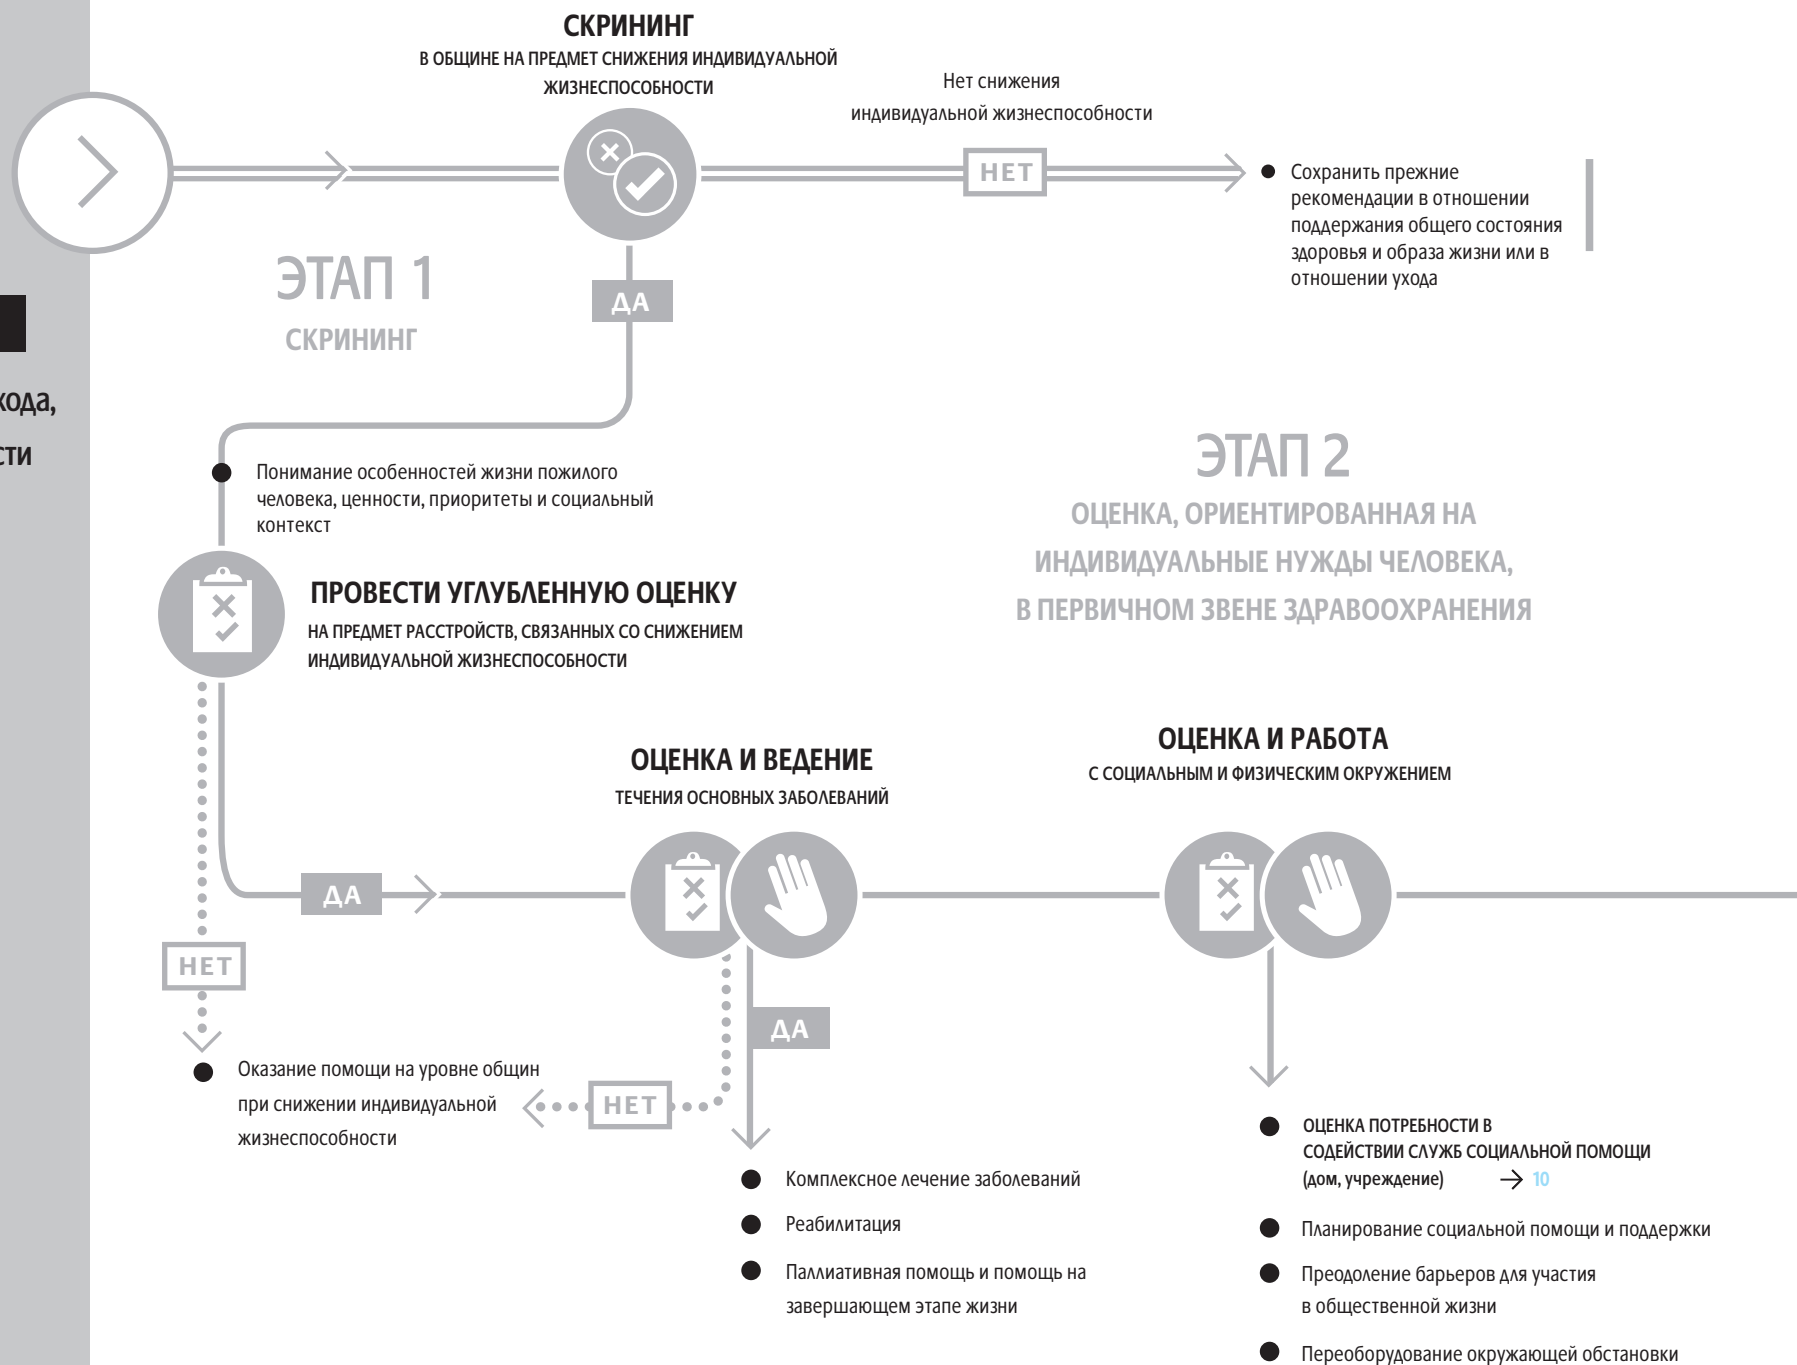 СКРИНИНГ
В ОБЩИНЕ НА ПРЕДМЕТ СНИЖЕНИЯ ИНДИВИДУАЛЬНОЙ
ЖИЗНЕСПОСОБНОСТИ
Нет снижения
индивидуальной жизнеспособности
НЕТ
Сохранить прежние
рекомендации в отношении
поддержания общего состояния
здоровья и образа жизни или в
отношении ухода
ЭТАП 1
СКРИНИНГ
ДА
хода,
сти
Понимание особенностей жизни пожилого
человека, ценности, приоритеты и социальный
контекст
ЭТАП 2
ОЦЕНКА, ОРИЕНТИРОВАННАЯ НА
ИНДИВИДУАЛЬНЫЕ НУЖДЫ ЧЕЛОВЕКА,
В ПЕРВИЧНОМ ЗВЕНЕ ЗДРАВООХРАНЕНИЯ
ПРОВЕСТИ УГЛУБЛЕННУЮ ОЦЕНКУ
НА ПРЕДМЕТ РАССТРОЙСТВ, СВЯЗАННЫХ СО СНИЖЕНИЕМ
ИНДИВИДУАЛЬНОЙ ЖИЗНЕСПОСОБНОСТИ
ОЦЕНКА И ВЕДЕНИЕ
ТЕЧЕНИЯ ОСНОВНЫХ ЗАБОЛЕВАНИЙ
ОЦЕНКА И РАБОТА
С СОЦИАЛЬНЫМ И ФИЗИЧЕСКИМ ОКРУЖЕНИЕМ
ДА
НЕТ
ДА
НЕТ
Оказание помощи на уровне общин
при снижении индивидуальной
жизнеспособности
Комплексное лечение заболеваний
Реабилитация
Паллиативная помощь и помощь на
завершающем этапе жизни
ОЦЕНКА ПОТРЕБНОСТИ В
СОДЕЙСТВИИ СЛУЖБ СОЦИАЛЬНОЙ ПОМОЩИ
(дом, учреждение) → 10
Планирование социальной помощи и поддержки
Преодоление барьеров для участия
в общественной жизни
Переоборудование окружающей обстановки